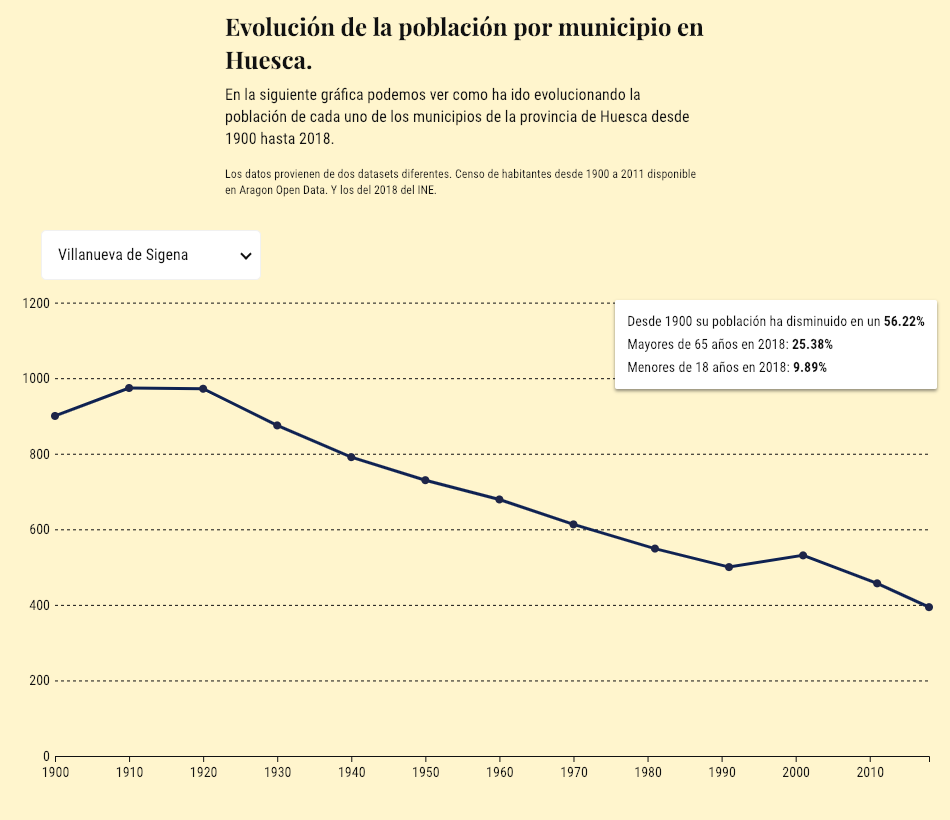 Evolución de la población por municipio en
Huesca.
En la siguiente gráfica podemos ver como ha ido evolucionando la
población de cada uno de los municipios de la provincia de Huesca desde
1900 hasta 2018.
Los datos provienen de dos datasets diferentes. Censo de habitantes desde 1900 a 2011 disponible
en Aragon Open Data. Y los del 2018 del INE.
Villanueva de Sigena
Desde 1900 su población ha disminuido en un 56.22%
Mayores de 65 años en 2018: 25.38%
Menores de 18 años en 2018: 9.89%
1200
1000
800
600
400
200
0
1900 1910 1920 1930 1940 1950 1960 1970 1980 1990 2000 2010